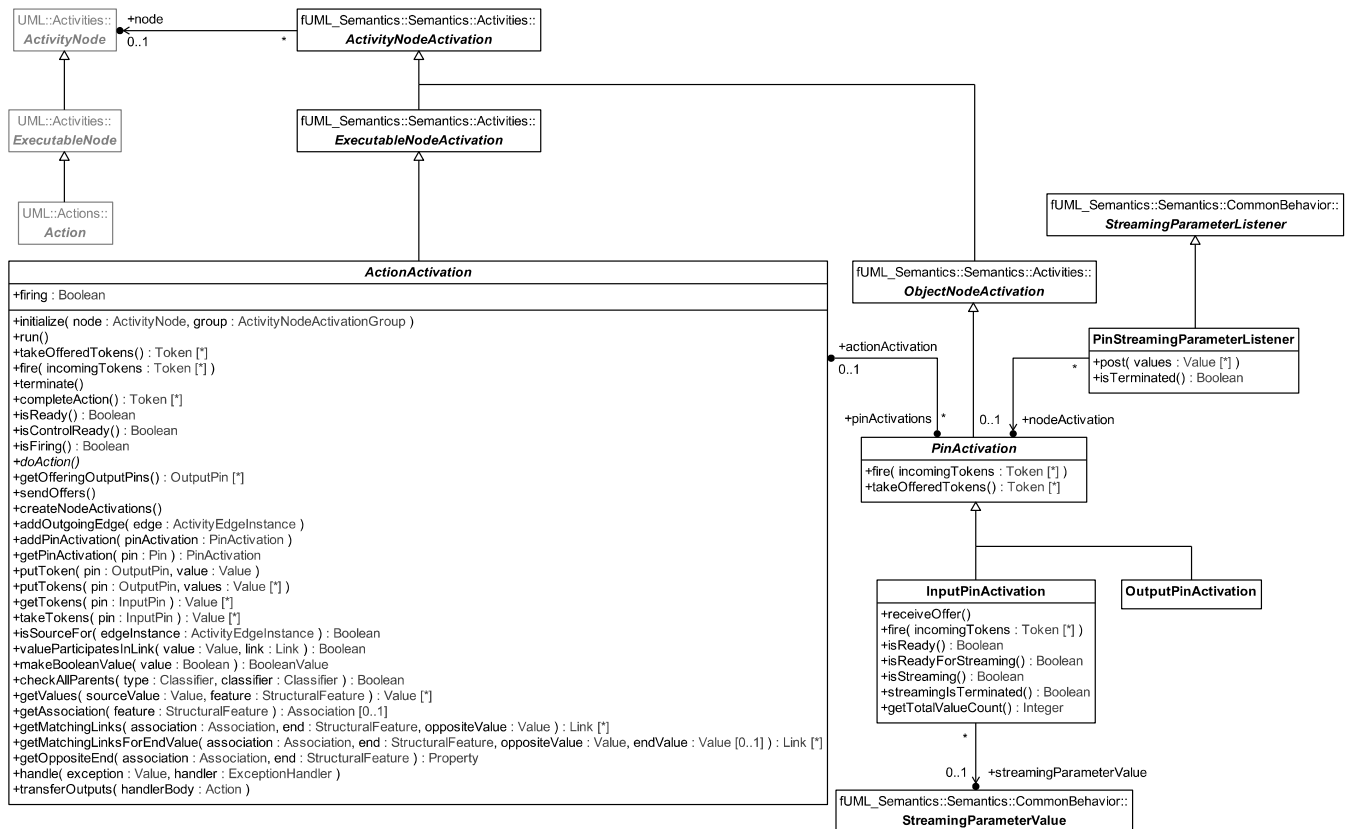 UML::Activities::
ActivityNode
+node
0..1
*
fUML_Semantics::Semantics::Activities::
ActivityNodeActivation
UML::Activities::
ExecutableNode
fUML_Semantics::Semantics::Activities::
ExecutableNodeActivation
UML::Actions::
Action
fUML_Semantics::Semantics::CommonBehavior::
StreamingParameterListener
ActionActivation
+firing : Boolean
+initialize( node : ActivityNode, group : ActivityNodeActivationGroup )
+run()
+takeOfferedTokens() : Token [*]
+fire( incomingTokens : Token [*] )
+terminate()
+completeAction() : Token [*]
+isReady() : Boolean
+isControlReady() : Boolean
+isFiring() : Boolean
+doAction()
+getOfferingOutputPins() : OutputPin [*]
+sendOffers()
+createNodeActivations()
+addOutgoingEdge( edge : ActivityEdgeInstance )
+addPinActivation( pinActivation : PinActivation )
+getPinActivation( pin : Pin ) : PinActivation
+putToken( pin : OutputPin, value : Value )
+putTokens( pin : OutputPin, values : Value [*] )
+getTokens( pin : InputPin ) : Value [*]
+takeTokens( pin : InputPin ) : Value [*]
+isSourceFor( edgeInstance : ActivityEdgeInstance ) : Boolean
+valueParticipatesInLink( value : Value, link : Link ) : Boolean
+makeBooleanValue( value : Boolean ) : BooleanValue
+checkAllParents( type : Classifier, classifier : Classifier ) : Boolean
+getValues( sourceValue : Value, feature : StructuralFeature ) : Value [*]
+getAssociation( feature : StructuralFeature ) : Association [0..1]
+getMatchingLinks( association : Association, end : StructuralFeature, oppositeValue : Value ) : Link [*]
+getMatchingLinksForEndValue( association : Association, end : StructuralFeature, oppositeValue : Value, endValue : Value [0..1] ) : Link [*]
+getOppositeEnd( association : Association, end : StructuralFeature ) : Property
+handle( exception : Value, handler : ExceptionHandler )
+transferOutputs( handlerBody : Action )
fUML_Semantics::Semantics::Activities::
ObjectNodeActivation
PinStreamingParameterListener
+post( values : Value [*] )
+isTerminated() : Boolean
+actionActivation
0..1
+pinActivations
*
*
0..1
+nodeActivation
PinActivation
+fire( incomingTokens : Token [*] )
+takeOfferedTokens() : Token [*]
InputPinActivation
+receiveOffer()
+fire( incomingTokens : Token [*] )
+isReady() : Boolean
+isReadyForStreaming() : Boolean
+isStreaming() : Boolean
+streamingIsTerminated() : Boolean
+getTotalValueCount() : Integer
OutputPinActivation
*
0..1
+streamingParameterValue
fUML_Semantics::Semantics::CommonBehavior::
StreamingParameterValue